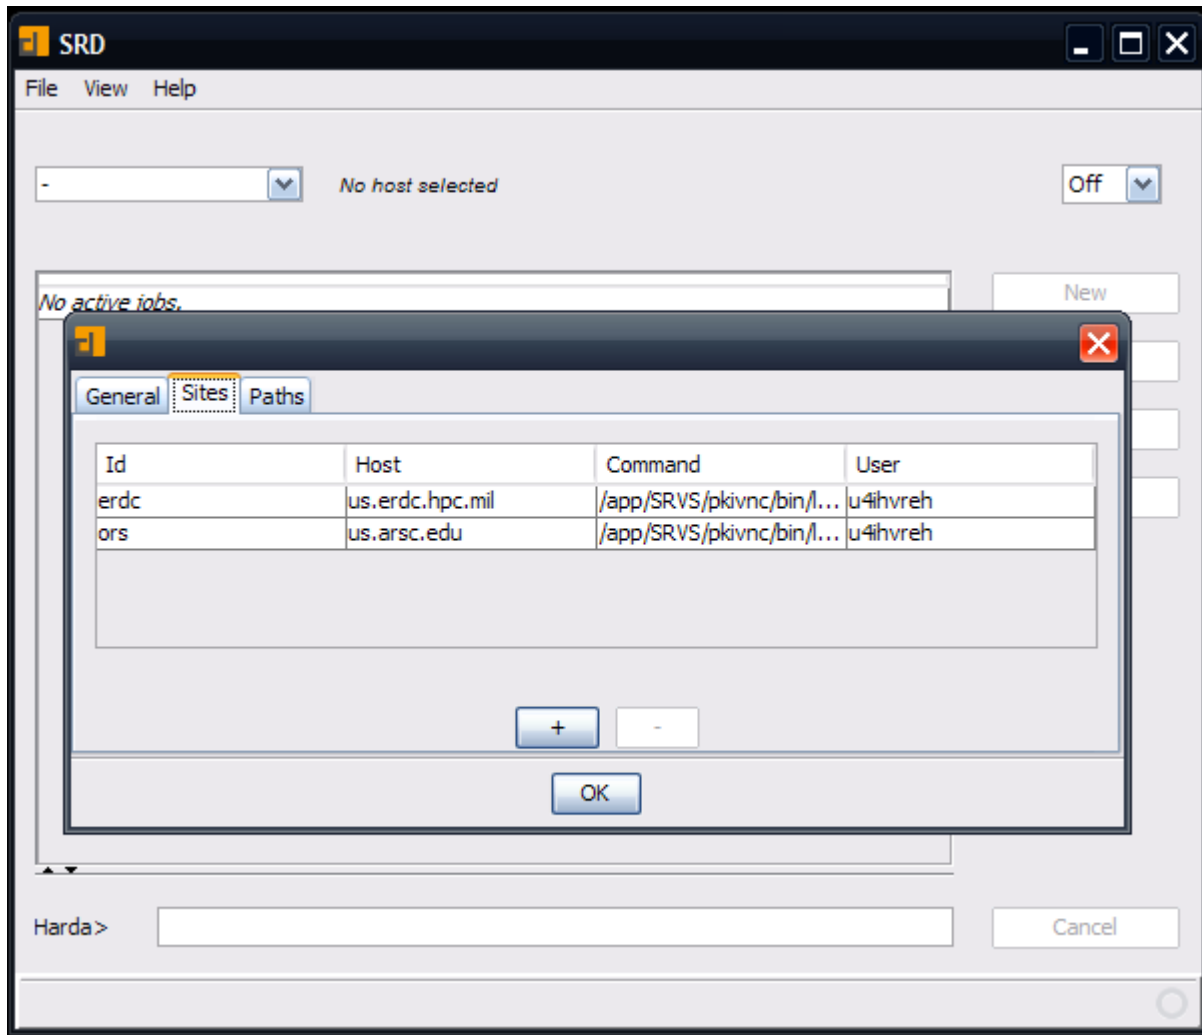 SRD
File View Help
- No host selected Off
No active jobs.
New
General Sites Paths
Id Host Command User
erdc us.erdc.hpc.mil /app/SRVS/pkivnc/bin/l... u4ihvreh
ors us.arsc.edu /app/SRVS/pkivnc/bin/l... u4ihvreh
+ -
OK
Harda>
Cancel